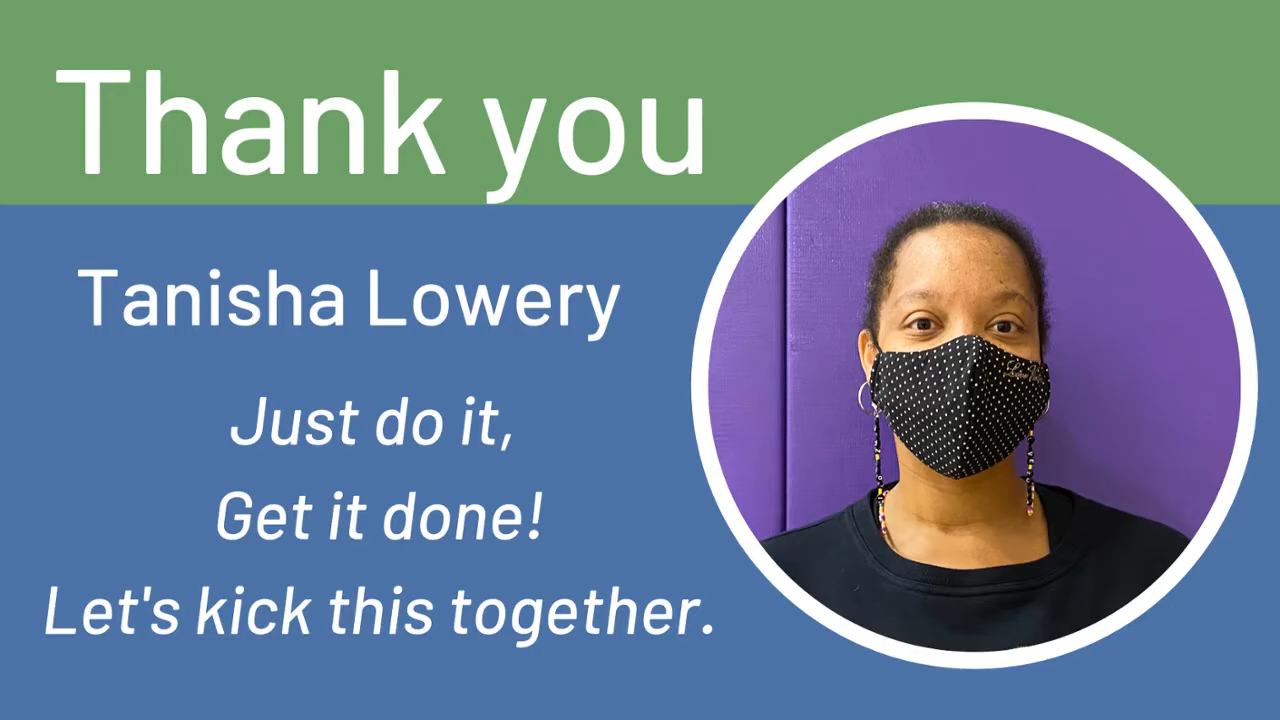 Thank you
Tanisha Lowery
Just do it,
Get it done!
Let's kick this together.